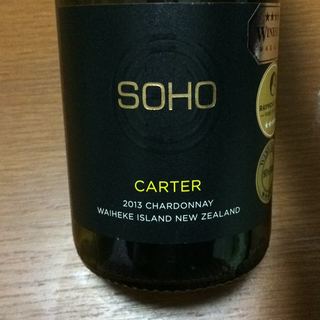 SOHO
CARTER
2013 CHARDONNAY
WAIHEKE ISLAND NEW ZEALAND